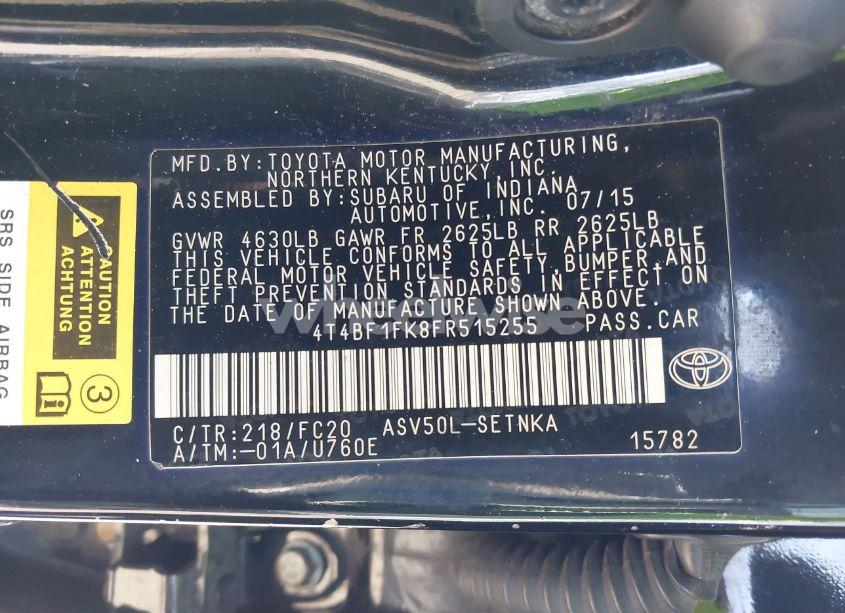 MFD.BY:TOYOTA MOTOR MANUFACTURING,
NORTHERN KENTUCKY,INC.
ASSEMBLED BY:SUBARU OF INDIANA
AUTOMOTIVE,INC. 07/15
GVWR 4630LB GAWR FR 2625LB RR 2625LB
THIS VEHICLE CONFORMS TO ALL APPLICABLE
FEDERAL MOTOR VEHICLE SAFETY,BUMPER,AND
THEFT PREVENTION STANDARDS IN EFFECT ON
THE DATE OF MANUFACTURE SHOWN ABOVE.
4T4BF1FK8FR515255 PASS.CAR
C/TR:218/FC20 ASV50L-SETNKA
A/TM:-01A/U760E 15782
SRS SIDE AIRBAG
CAUTION
ATTENTION
ACHTUNG
3
i